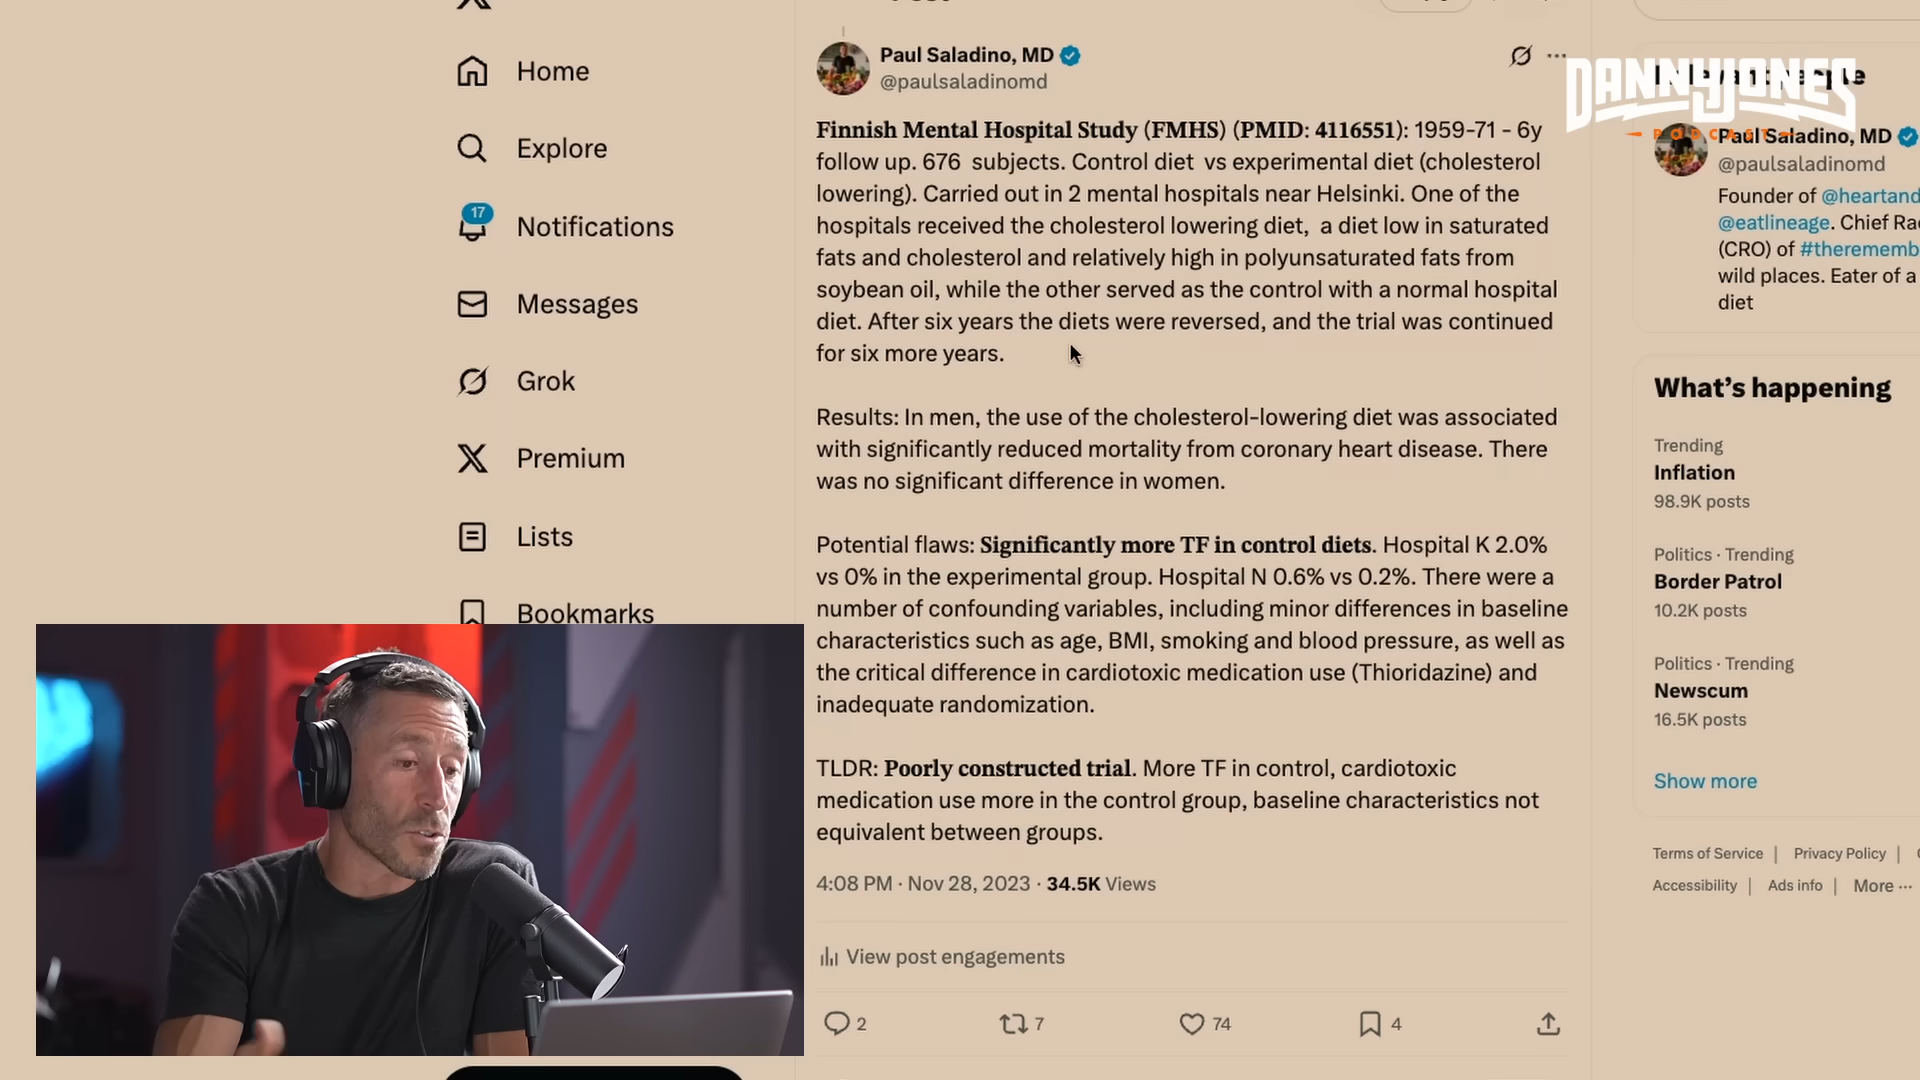 Home
Explore
17
Notifications
Messages
Grok
Premium
Lists
Bookmarks
Paul Saladino, MD
@paulsaladinomd
Finnish Mental Hospital Study (FMHS) (PMID: 4116551): 1959-71 - 6y
follow up. 676 subjects. Control diet vs experimental diet (cholesterol
lowering). Carried out in 2 mental hospitals near Helsinki. One of the
hospitals received the cholesterol lowering diet, a diet low in saturated
fats and cholesterol and relatively high in polyunsaturated fats from
soybean oil, while the other served as the control with a normal hospital
diet. After six years the diets were reversed, and the trial was continued
for six more years.
Results: In men, the use of the cholesterol-lowering diet was associated
with significantly reduced mortality from coronary heart disease. There
was no significant difference in women.
Potential flaws: Significantly more TF in control diets. Hospital K 2.0%
vs 0% in the experimental group. Hospital N 0.6% vs 0.2%. There were a
number of confounding variables, including minor differences in baseline
characteristics such as age, BMI, smoking and blood pressure, as well as
the critical difference in cardiotoxic medication use (Thioridazine) and
inadequate randomization.
TLDR: Poorly constructed trial. More TF in control, cardiotoxic
medication use more in the control group, baseline characteristics not
equivalent between groups.
4:08 PM · Nov 28, 2023 · 34.5K Views
View post engagements
2 7 74 4
DANNY JONES
PODCAST
Paul Saladino, MD
@paulsaladinomd
Founder of @heartand
@eatlineage. Chief Ra
(CRO) of #theremem
wild places. Eater of a
diet
What's happening
Trending
Inflation
98.9K posts
Politics · Trending
Border Patrol
10.2K posts
Politics · Trending
Newscum
16.5K posts
Show more
Terms of Service | Privacy Policy |
Accessibility | Ads info | More ···